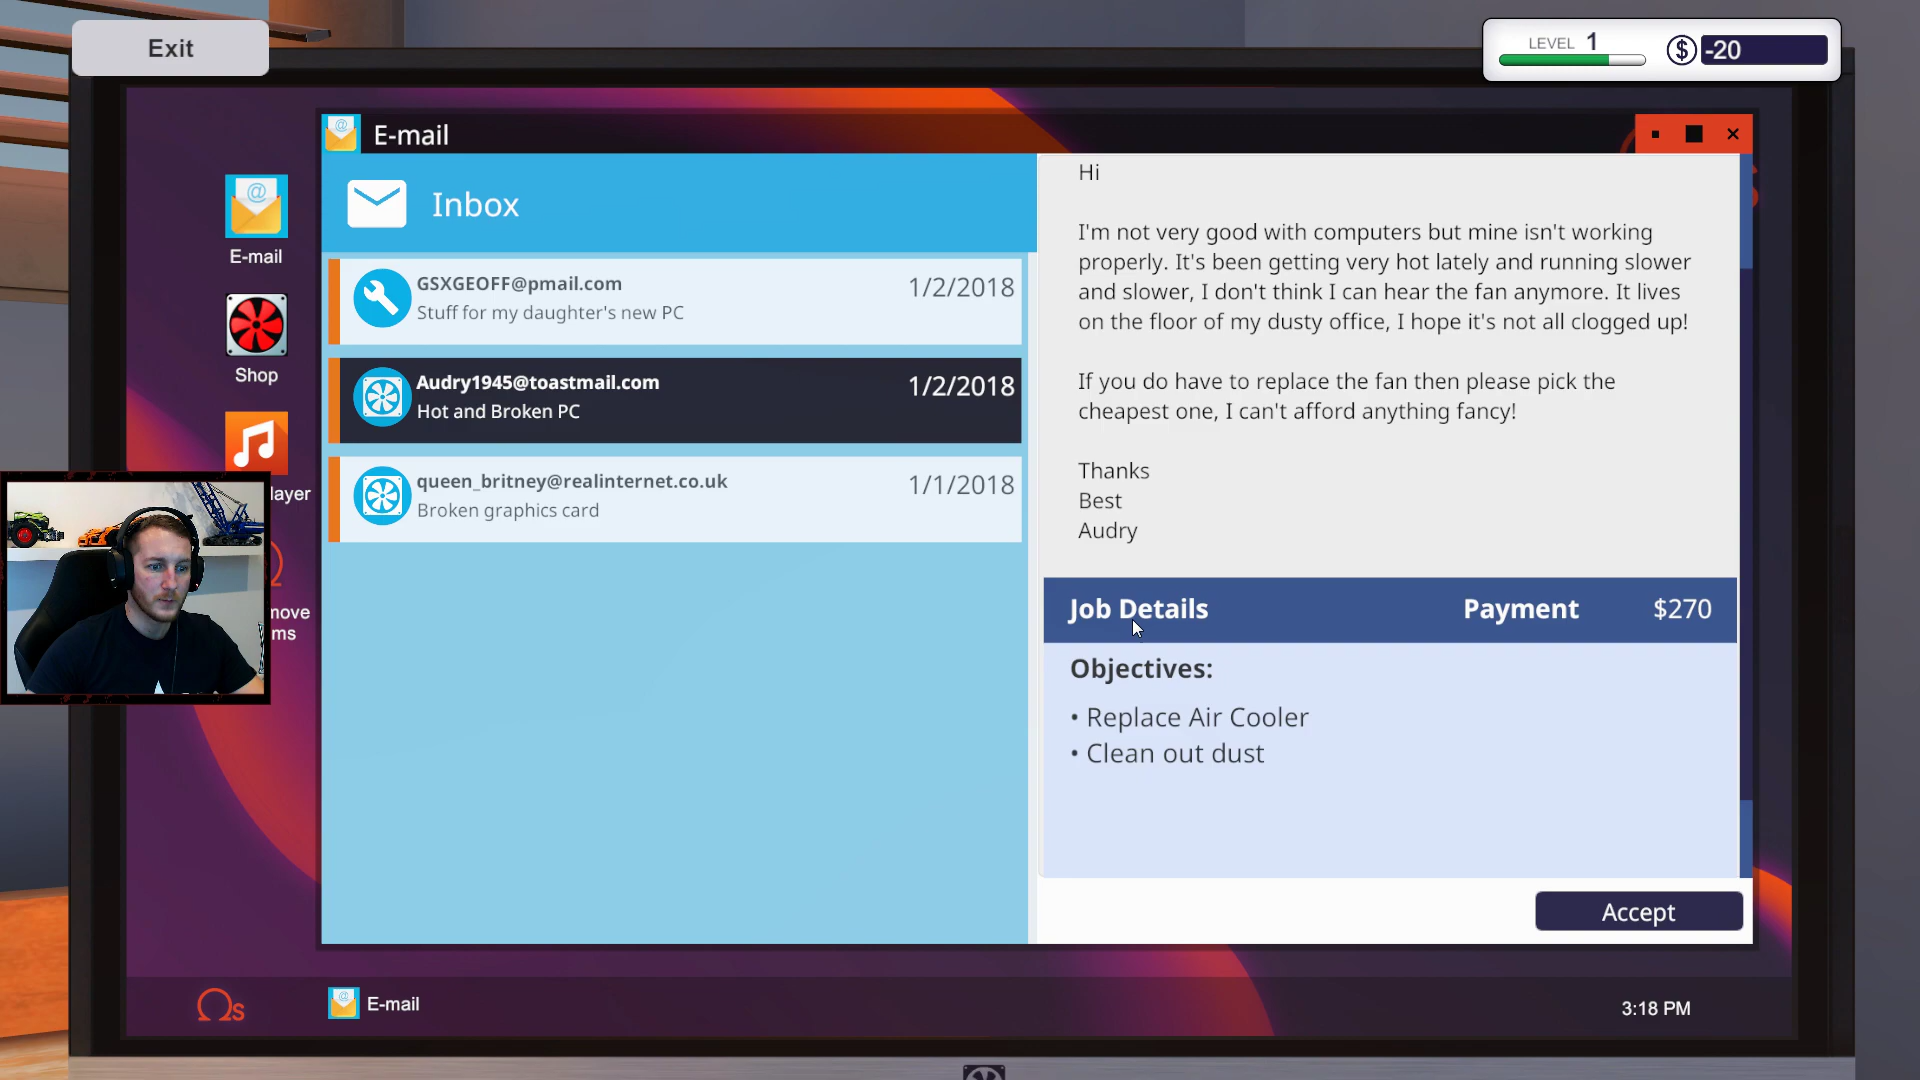 Exit
LEVEL 1
$ -20
E-mail
Inbox
GSXGEOFF@pmail.com
1/2/2018
Stuff for my daughter's new PC
Audry1945@toastmail.com
1/2/2018
Hot and Broken PC
queen_britney@realinternet.co.uk
1/1/2018
Broken graphics card
E-mail
Shop
layer
move
ms
Hi
I'm not very good with computers but mine isn't working
properly. It's been getting very hot lately and running slower
and slower, I don't think I can hear the fan anymore. It lives
on the floor of my dusty office, I hope it's not all clogged up!
If you do have to replace the fan then please pick the
cheapest one, I can't afford anything fancy!
Thanks
Best
Audry
Job Details
Payment
$270
Objectives:
• Replace Air Cooler
• Clean out dust
Accept
Ωs
E-mail
3:18 PM